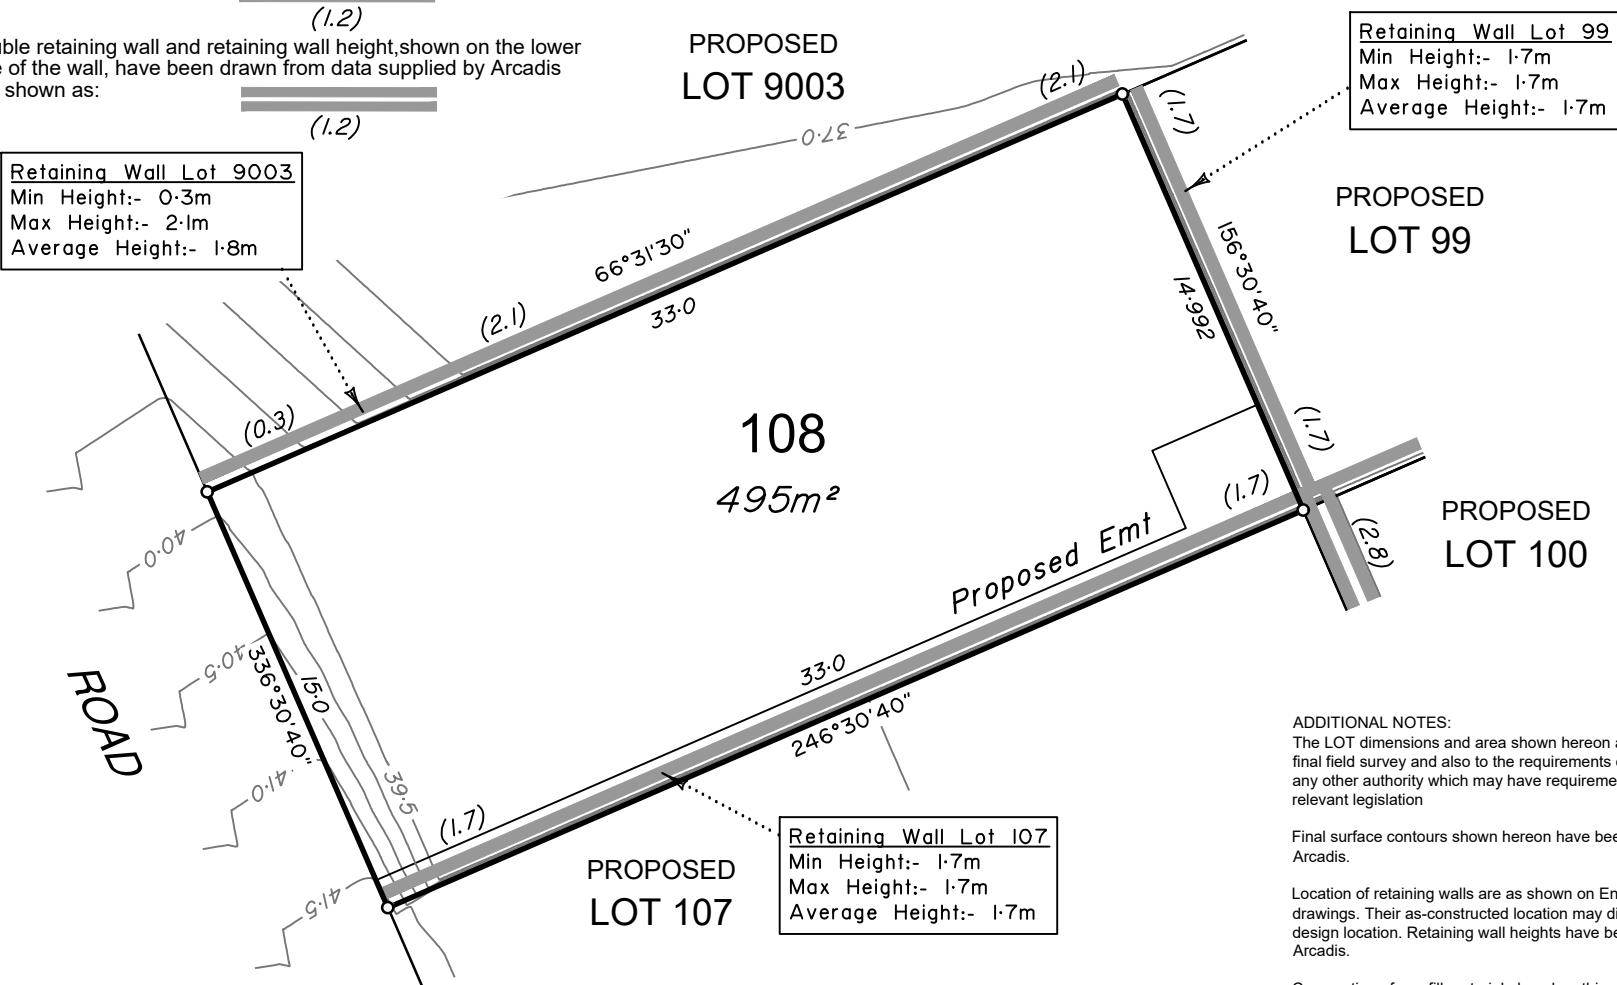 (1.2)
ble retaining wall and retaining wall height,shown on the lower
of the wall, have been drawn from data supplied by Arcadis
shown as:
(1.2)
Retaining Wall Lot 9003
Min Height:- 0·3m
Max Height:- 2·1m
Average Height:- 1·8m
PROPOSED
LOT 9003
37·0
(2.1)
(1.7)
Retaining Wall Lot 99
Min Height:- 1·7m
Max Height:- 1·7m
Average Height:- 1·7m
PROPOSED
LOT 99
66°31'30"
33·0
(2.1)
(0.3)
156°30'40"
14·992
108
495m²
(1.7)
(1.7)
(2.8)
PROPOSED
LOT 100
Proposed Emt
33·0
246°30'40"
40·0
40·5
336°30'40"
15·0
ROAD
41·0
39·5
41·5
(1.7)
PROPOSED
LOT 107
Retaining Wall Lot 107
Min Height:- 1·7m
Max Height:- 1·7m
Average Height:- 1·7m
ADDITIONAL NOTES:
The LOT dimensions and area shown hereon
final field survey and also to the requirements
any other authority which may have requireme
relevant legislation
Final surface contours shown hereon have bee
Arcadis.
Location of retaining walls are as shown on En
drawings. Their as-constructed location may di
design location. Retaining wall heights have be
Arcadis.